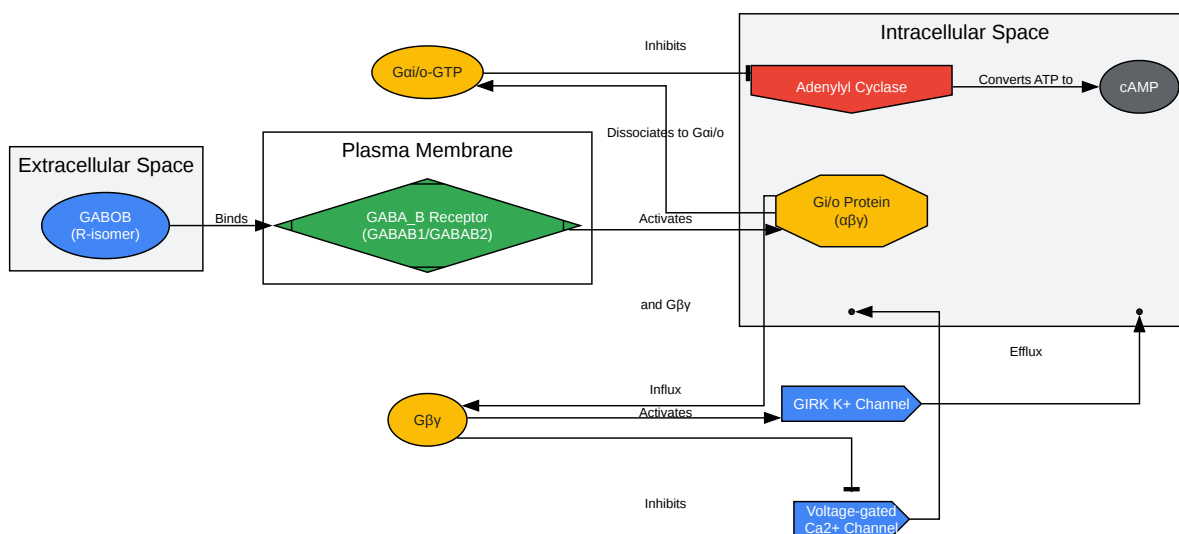 Intracellular Space
Inhibits
Gαi/o-GTP
Adenylyl Cyclase
Converts ATP to
cAMP
Dissociates to Gαi/o
Plasma Membrane
Extracellular Space
GABOB
(R-isomer)
Binds
GABA_B Receptor
(GABAB1/GABAB2)
Activates
Gi/o Protein
(αβγ)
and Gβγ
Efflux
Influx
Gβγ
Activates
GIRK K+ Channel
Inhibits
Voltage-gated
Ca2+ Channel